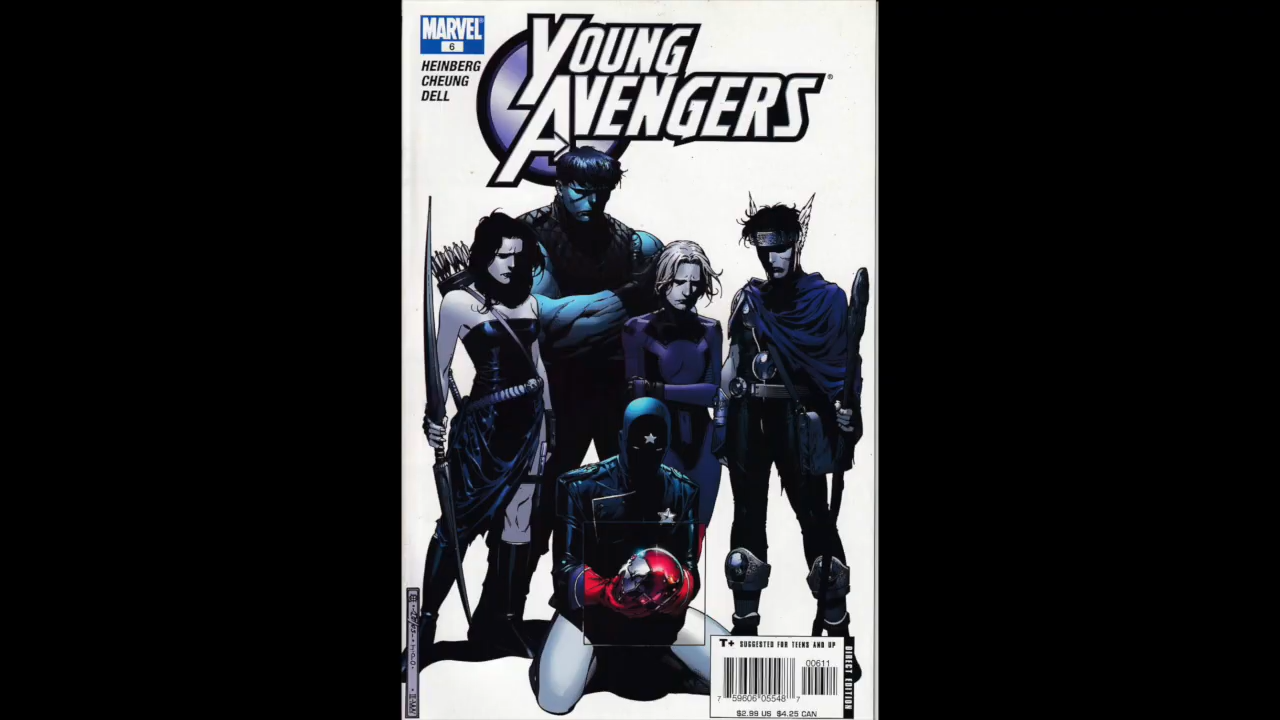 MARVEL®
6
HEINBERG
CHEUNG
DELL
YOUNG
AVENGERS®
T+ SUGGESTED FOR TEENS AND UP
00611
7 59606 05548 7
DIRECT EDITION
$2.99 US $4.25 CAN